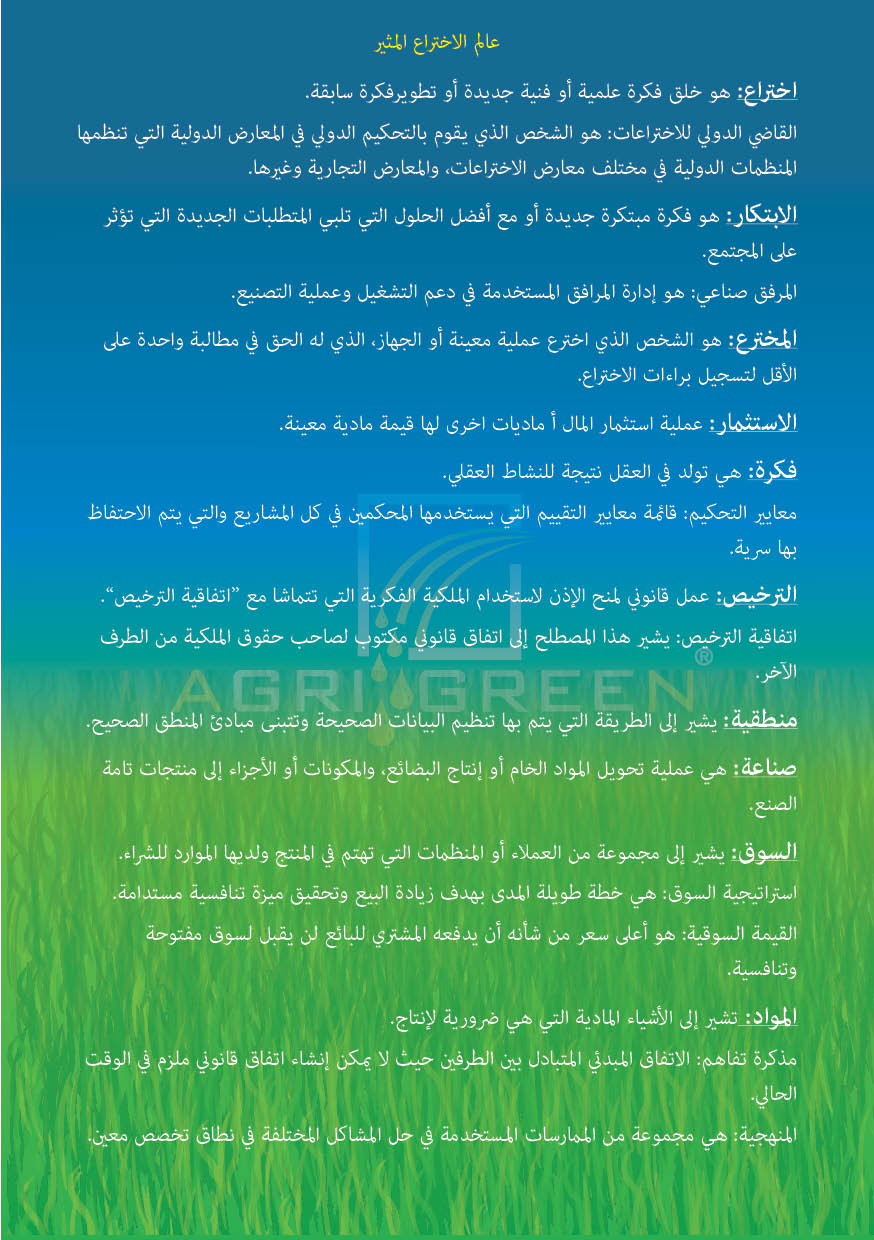 عالم الاختراع المثير
اختراع: هو خلق فكرة علمية أو فنية جديدة أو تطويرفكرة سابقة.
القاضي الدولي للاختراعات: هو الشخص الذي يقوم بالتحكيم الدولي في المعارض الدولية التي تنظمها
المنظمات الدولية في مختلف معارض الاختراعات، والمعارض التجارية وغيرها.
الابتكار: هو فكرة مبتكرة جديدة أو مع أفضل الحلول التي تلبي المتطلبات الجديدة التي تؤثر
على المجتمع.
المرفق صناعي: هو إدارة المرافق المستخدمة في دعم التشغيل وعملية التصنيع.
المخترع: هو الشخص الذي اخترع عملية معينة أو الجهاز، الذي له الحق في مطالبة واحدة على
الأقل لتسجيل براءات الاختراع.
الاستثمار: عملية استثمار المال أ ماديات اخرى لها قيمة مادية معينة.
فكرة: هي تولد في العقل نتيجة للنشاط العقلي.
معايير التحكيم: قائمة معايير التقييم التي يستخدمها المحكمين في كل المشاريع والتي يتم الاحتفاظ
بها سرية.
الترخيص: عمل قانوني لمنح الإذن لاستخدام الملكية الفكرية التي تتماشا مع ”اتفاقية الترخيص“.
اتفاقية الترخيص: يشير هذا المصطلح إلى اتفاق قانوني مكتوب لصاحب حقوق الملكية من الطرف
الآخر.
AGRI GREEN®
منطقية: يشير إلى الطريقة التي يتم بها تنظيم البيانات الصحيحة وتتبنى مبادئ المنطق الصحيح.
صناعة: هي عملية تحويل المواد الخام أو إنتاج البضائع، والمكونات أو الأجزاء إلى منتجات تامة
الصنع.
السوق: يشير إلى مجموعة من العملاء أو المنظمات التي تهتم في المنتج ولديها الموارد للشراء.
استراتيجية السوق: هي خطة طويلة المدى بهدف زيادة البيع وتحقيق ميزة تنافسية مستدامة.
القيمة السوقية: هو أعلى سعر من شأنه أن يدفعه المشتري للبائع لن يقبل لسوق مفتوحة
وتنافسية.
المواد: تشير إلى الأشياء المادية التي هي ضرورية لإنتاج.
مذكرة تفاهم: الاتفاق المبدئي المتبادل بين الطرفين حيث لا يمكن إنشاء اتفاق قانوني ملزم في الوقت
الحالي.
المنهجية: هي مجموعة من الممارسات المستخدمة في حل المشاكل المختلفة في نطاق تخصص معين.